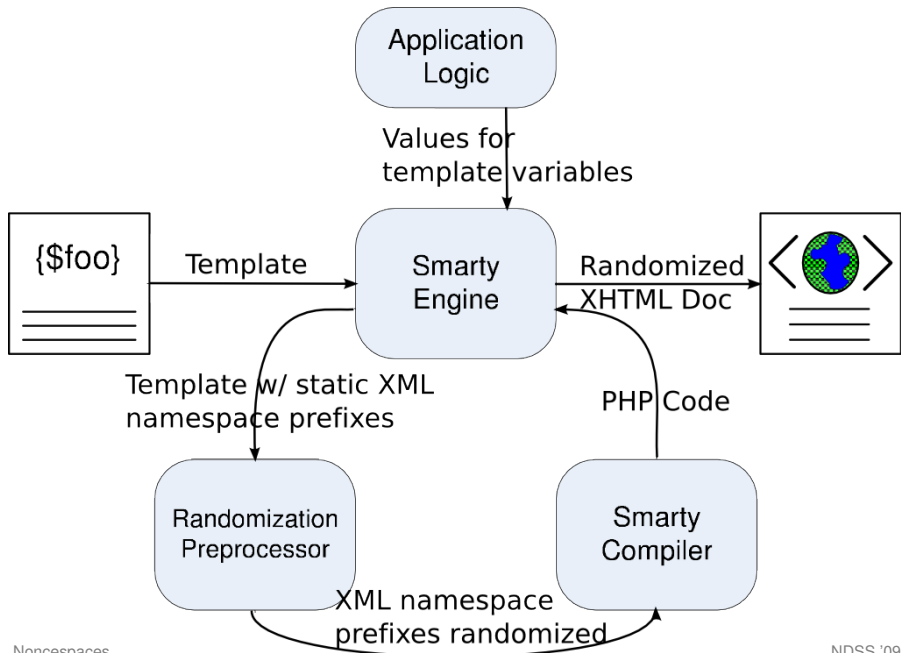 Application
Logic
Values for
template variables
{$foo}
Template
Smarty
Engine
Randomized
XHTML Doc
Template w/ static XML
namespace prefixes
PHP Code
Randomization
Preprocessor
Smarty
Compiler
XML namespace
prefixes randomized
Noncespaces
NDSS '09